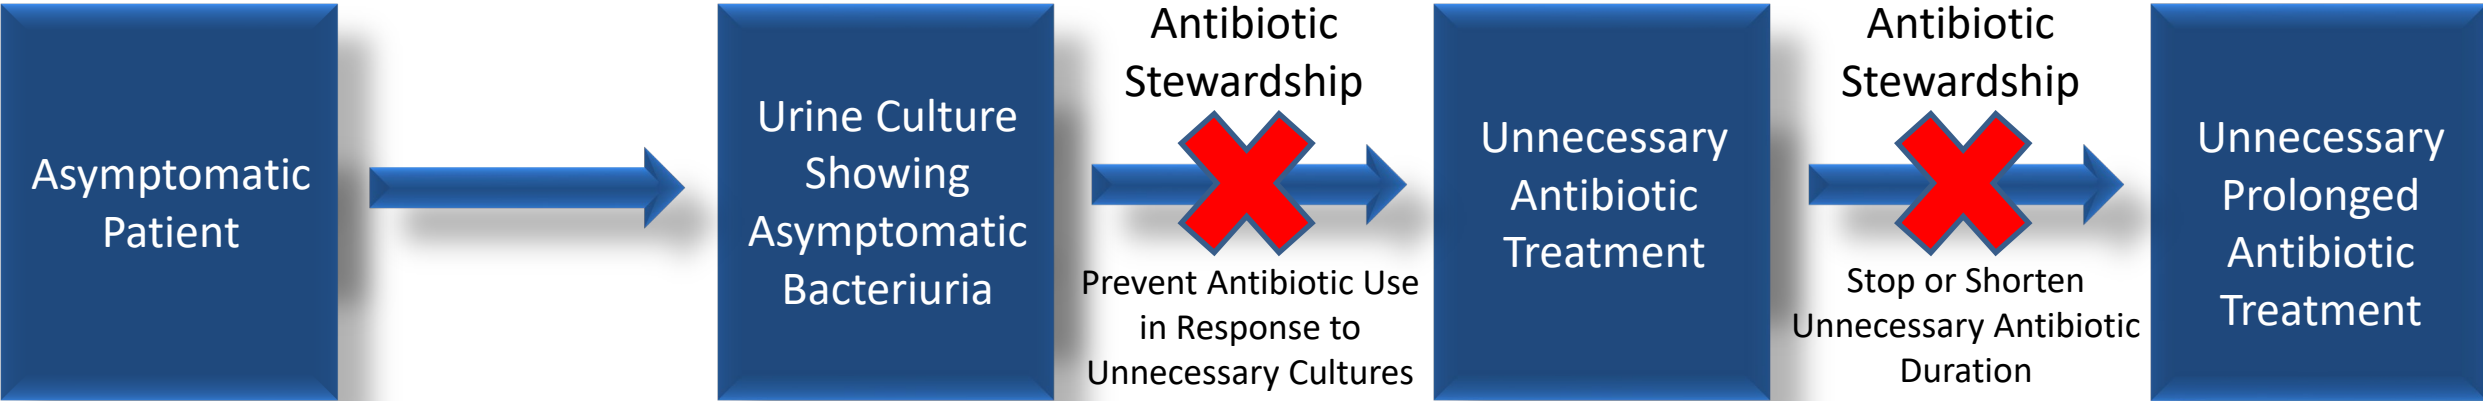 Asymptomatic
Patient
Urine Culture
Showing
Asymptomatic
Bacteriuria
Antibiotic
Stewardship
Prevent Antibiotic Use
in Response to
Unnecessary Cultures
Unnecessary
Antibiotic
Treatment
Antibiotic
Stewardship
Stop or Shorten
Unnecessary Antibiotic
Duration
Unnecessary
Prolonged
Antibiotic
Treatment